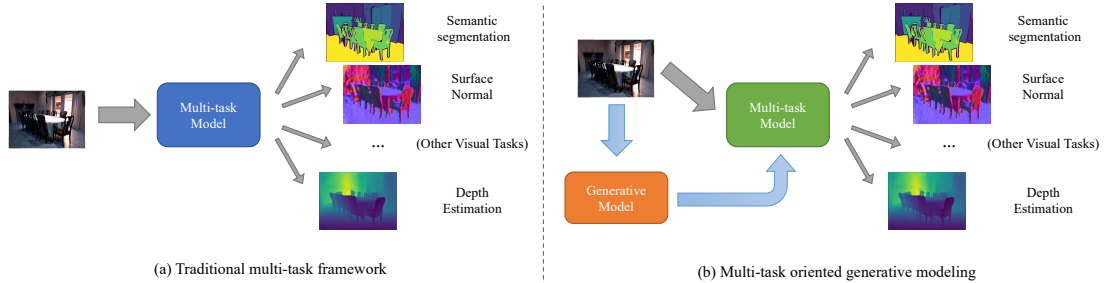 Semantic
segmentation
Surface
Normal
Multi-task
Model
...
(Other Visual Tasks)
Depth
Estimation
(a) Traditional multi-task framework
Semantic
segmentation
Surface
Normal
Multi-task
Model
...
(Other Visual Tasks)
Generative
Model
Depth
Estimation
(b) Multi-task oriented generative modeling